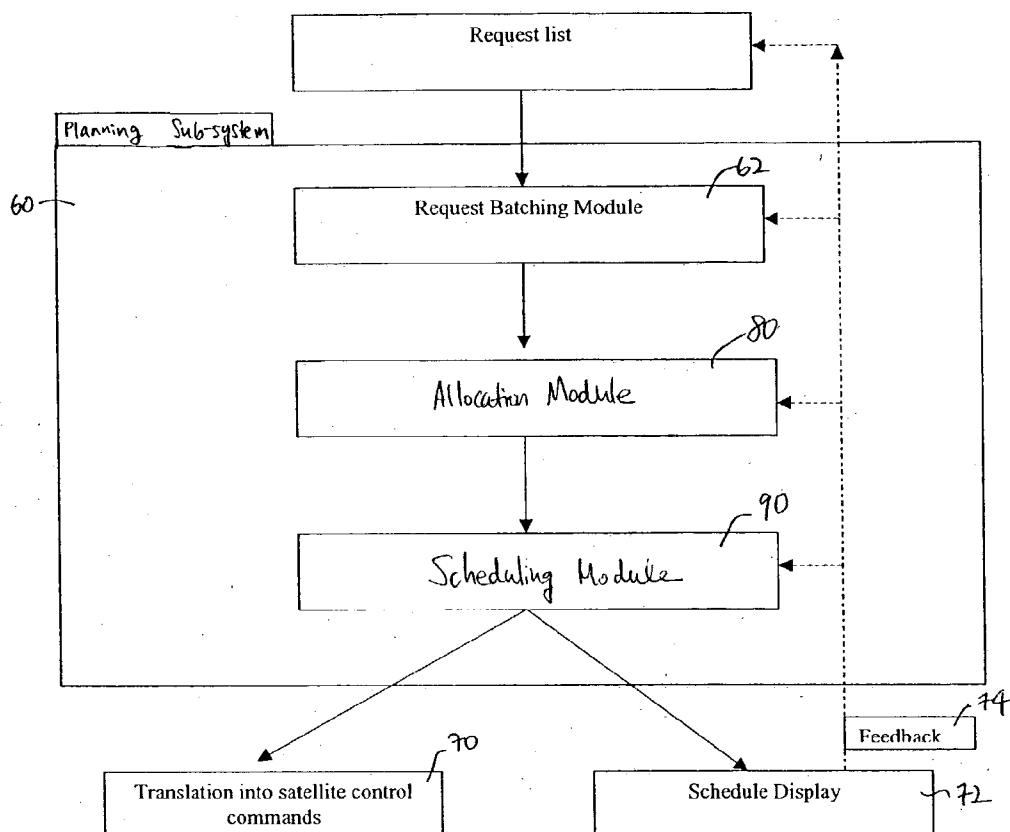 Request list
Planning Sub-system
62
60
Request Batching Module
80
Allocation Module
90
Scheduling Module
74
Feedback
70
Translation into satellite control
commands
Schedule Display
72